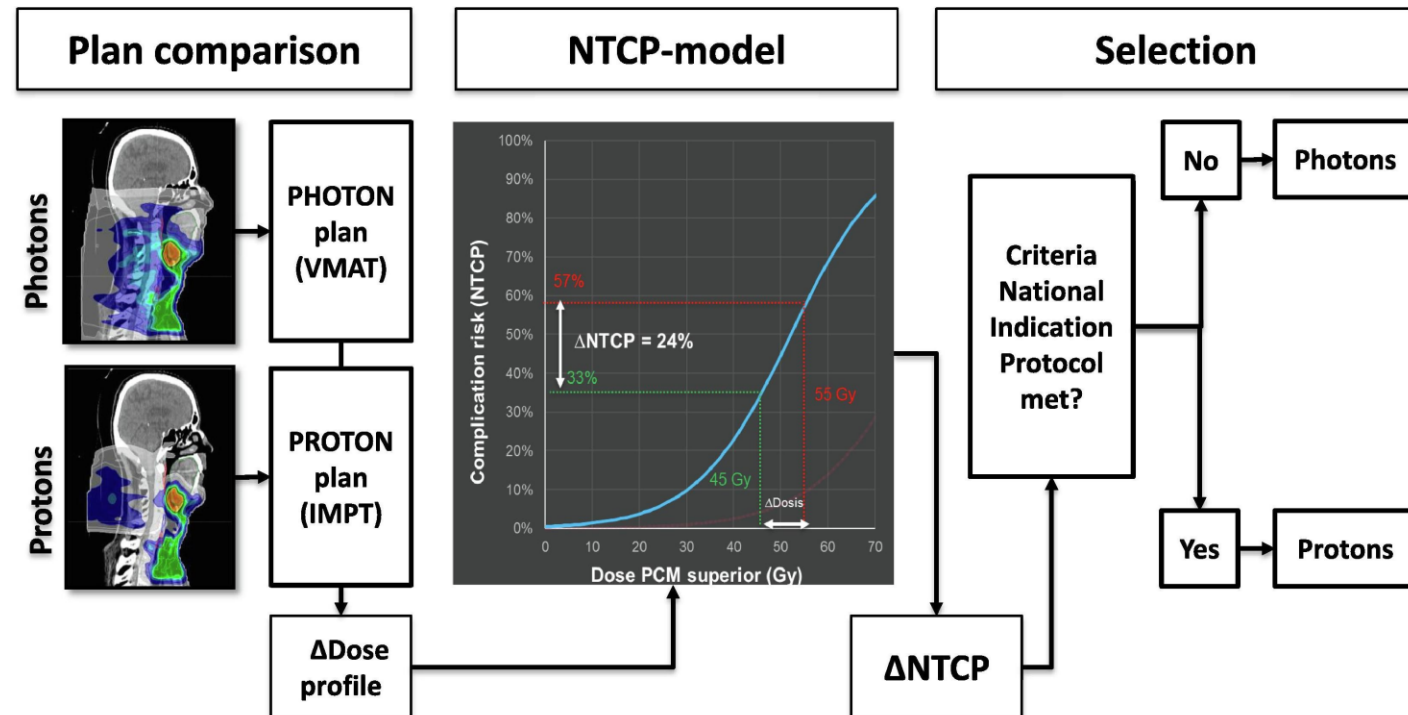 Plan comparison
NTCP-model
Selection
Photons
PHOTON
plan
(VMAT)
Protons
PROTON
plan
(IMPT)
ΔDose
profile
Complication risk (NTCP)
100%
90%
80%
70%
60%
50%
40%
30%
20%
10%
0%
57%
ΔNTCP = 24%
33%
55 Gy
45 Gy
ΔDosis
0
10
20
30
40
50
60
70
Dose PCM superior (Gy)
ΔNTCP
Criteria
National
Indication
Protocol
met?
No
Photons
Yes
Protons